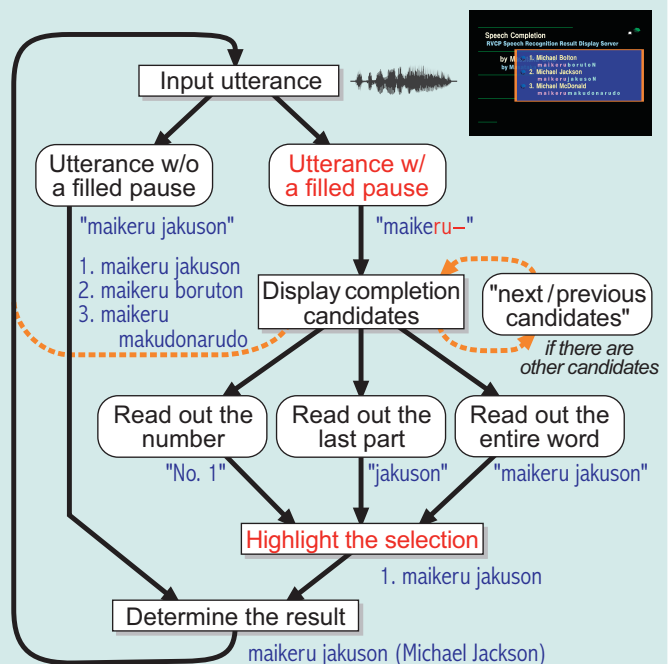 Speech Completion
RVCP Speech Recognition Result Display Server
by M
by Ma
1. Michael Bolton
maikeruborutoN
2. Michael Jackson
maikerujakusoN
3. Michael McDonald
maikerumakudonarudo
Input utterance
Utterance w/o
a filled pause
Utterance w/
a filled pause
"maikeru jakuson"
"maikeru–"
1. maikeru jakuson
2. maikeru boruton
3. maikeru
makudonarudo
Display completion
candidates
"next/previous
candidates"
if there are
other candidates
Read out the
number
Read out the
last part
Read out the
entire word
"No. 1"
"jakuson"
"maikeru jakuson"
Highlight the selection
1. maikeru jakuson
Determine the result
maikeru jakuson (Michael Jackson)